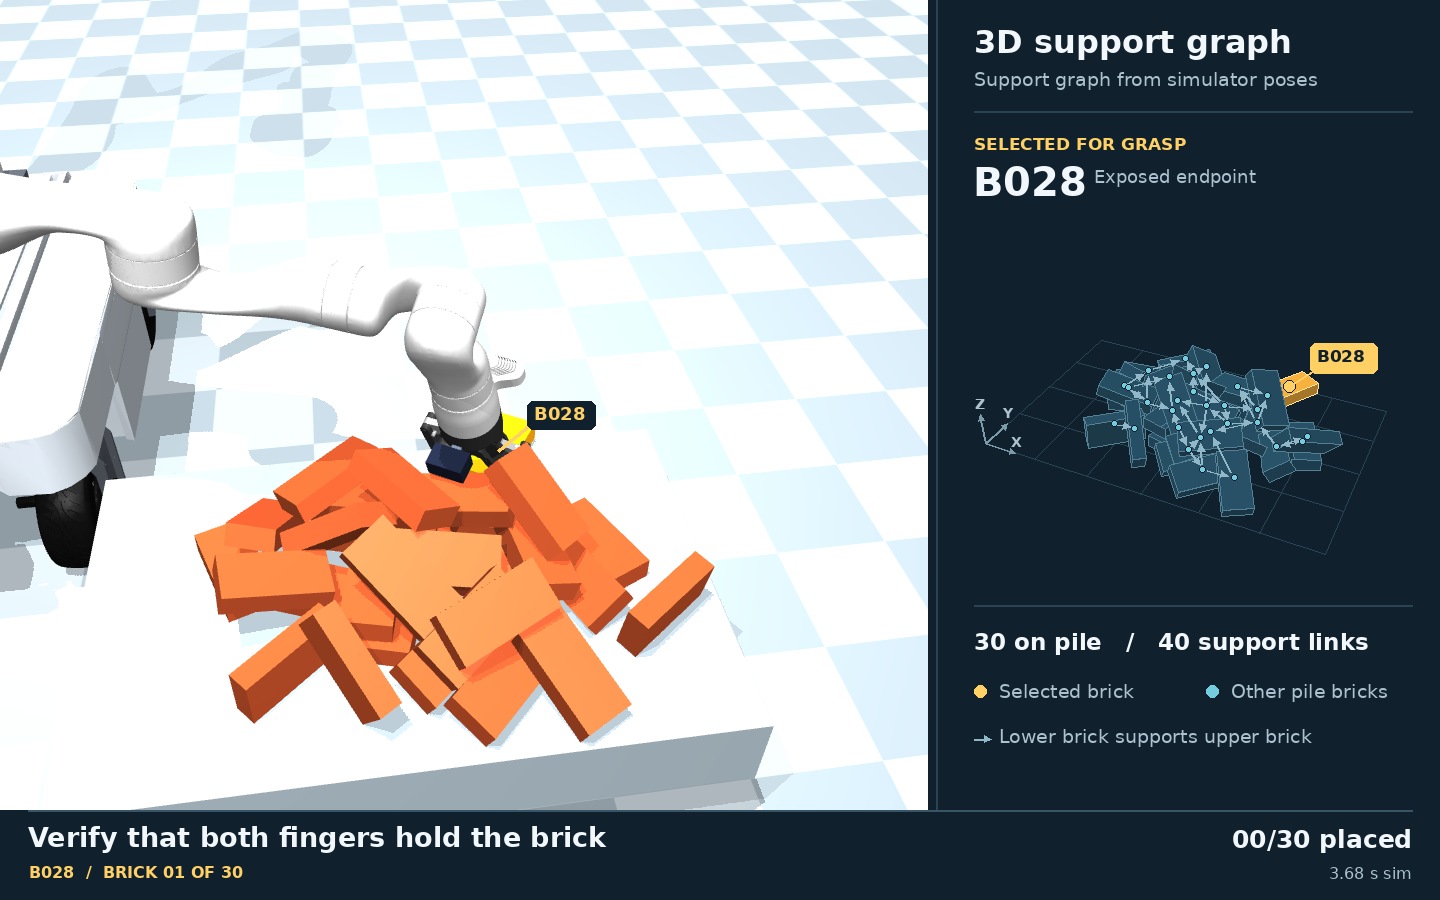 3D support graph
Support graph from simulator poses
SELECTED FOR GRASP
B028 Exposed endpoint
B028
B028
Z
Y
X
30 on pile / 40 support links
Selected brick
Other pile bricks
Lower brick supports upper brick
Verify that both fingers hold the brick
00/30 placed
B028 / BRICK 01 OF 30
3.68 s sim